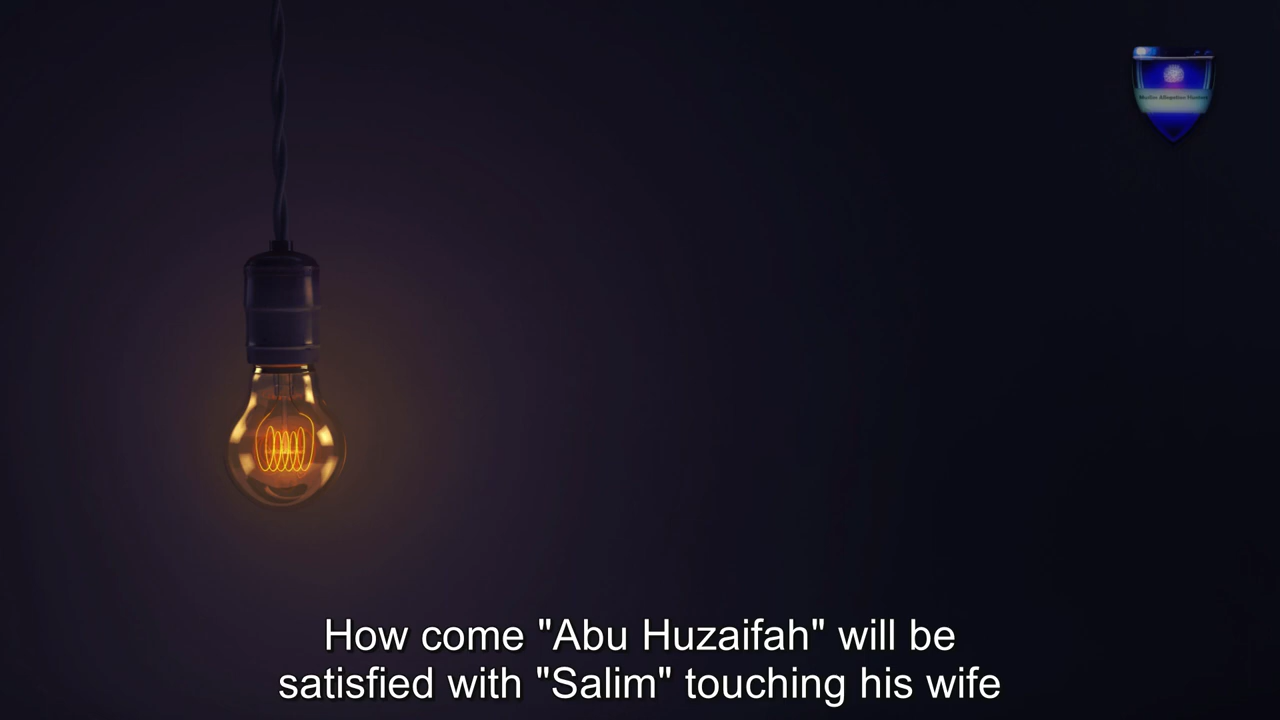 How come "Abu Huzaifah" will be
satisfied with "Salim" touching his wife